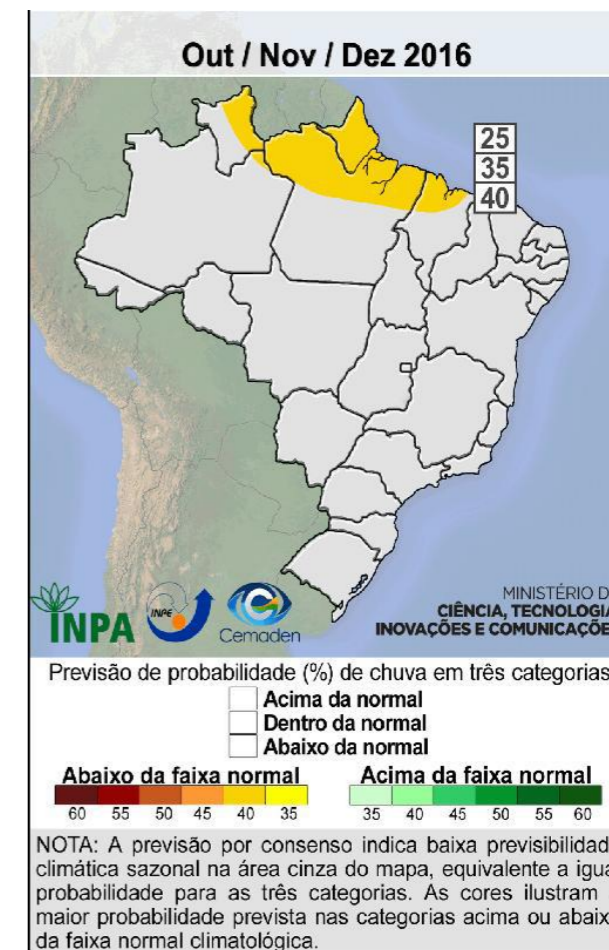 Out / Nov / Dez 2016
25
35
40
INPA
INPE
Cemaden
MINISTÉRIO D
CIÊNCIA, TECNOLOGIA
INOVAÇÕES E COMUNICAÇÕE
Previsão de probabilidade (%) de chuva em três categorias
Acima da normal
Dentro da normal
Abaixo da normal
Abaixo da faixa normal
Acima da faixa normal
60 55 50 45 40 35
35 40 45 50 55 60
NOTA: A previsão por consenso indica baixa previsibilidad
climática sazonal na área cinza do mapa, equivalente a igua
probabilidade para as três categorias. As cores ilustram
maior probabilidade prevista nas categorias acima ou abaix
da faixa normal climatológica.